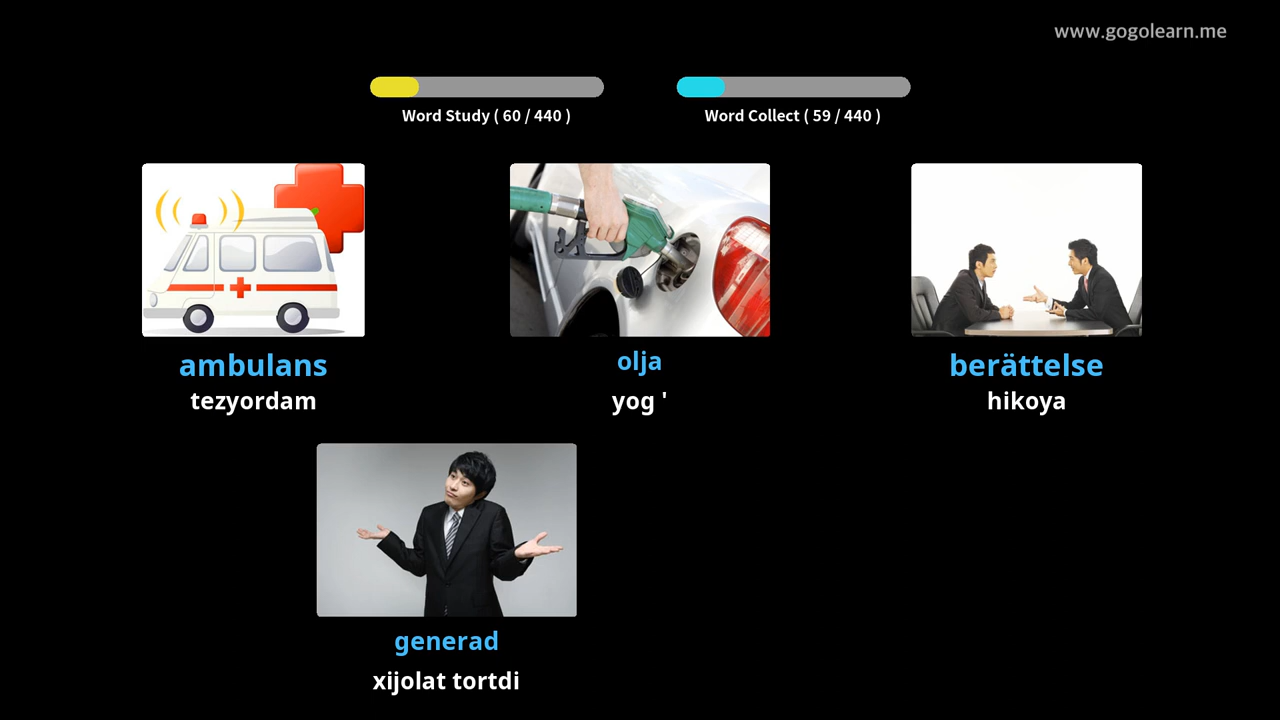 www.gogolearn.me
Word Study ( 60 / 440 )
Word Collect ( 59 / 440 )
ambulans
tezyordam
olja
yog '
berättelse
hikoya
generad
xijolat tortdi